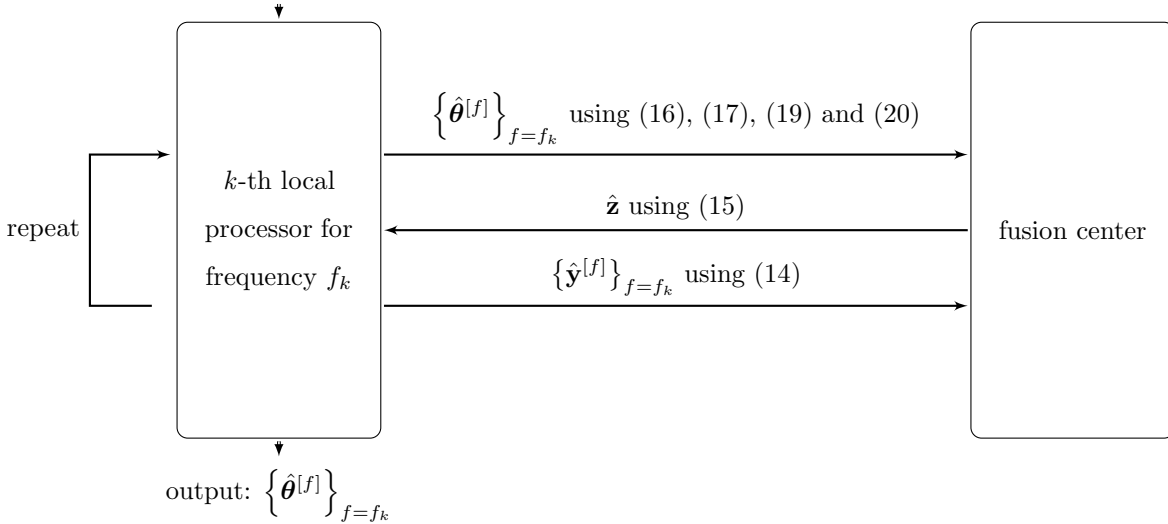 {θ̂^[f]}_{f=f_k} using (16), (17), (19) and (20)
k-th local
processor for
frequency f_k
repeat
ẑ using (15)
{ŷ^[f]}_{f=f_k} using (14)
fusion center
output: {θ̂^[f]}_{f=f_k}